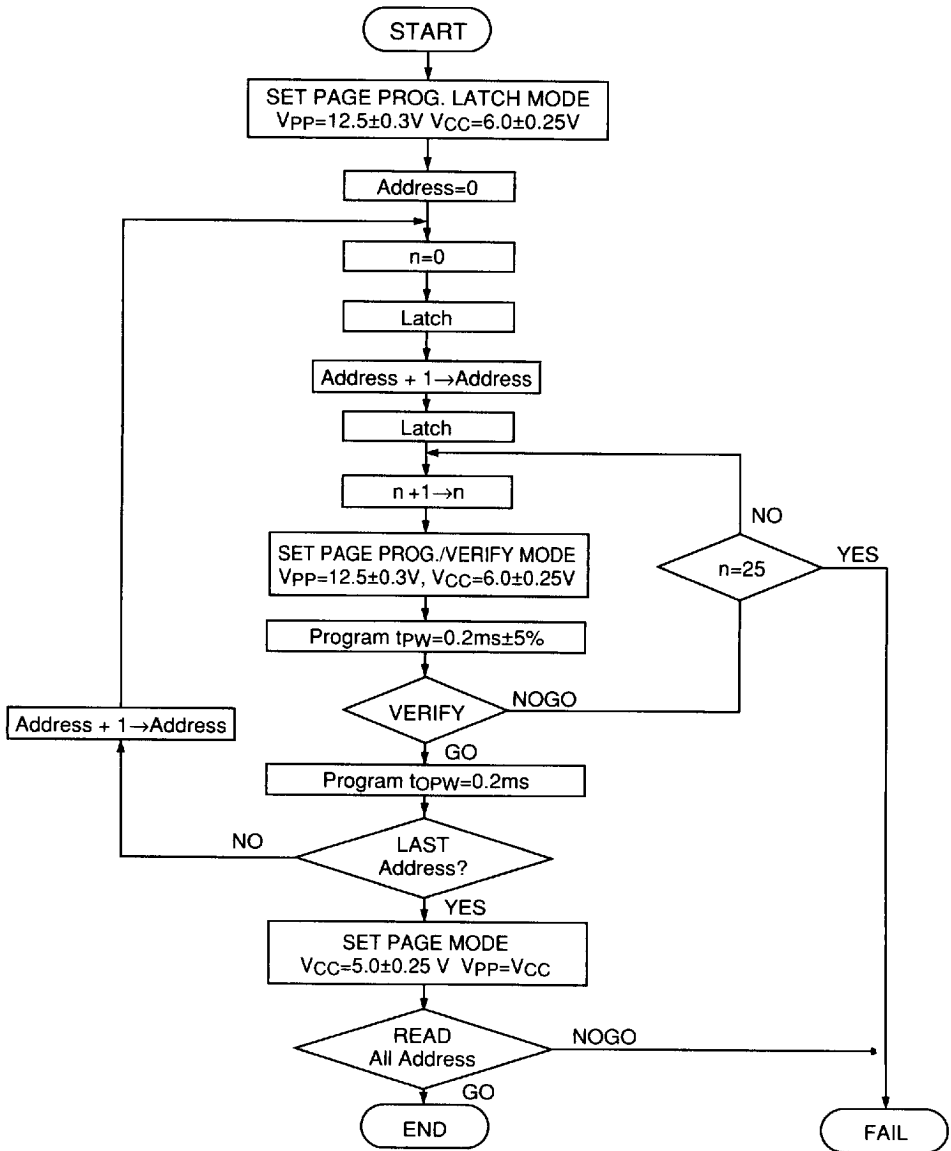 START
SET PAGE PROG. LATCH MODE
VPP=12.5±0.3V VCC=6.0±0.25V
Address=0
n=0
Latch
Address + 1→Address
Latch
n +1→n
NO
SET PAGE PROG./VERIFY MODE
VPP=12.5±0.3V, VCC=6.0±0.25V
n=25
YES
Program tPW=0.2ms±5%
VERIFY
NOGO
Address + 1→Address
GO
Program tOPW=0.2ms
NO
LAST
Address?
YES
SET PAGE MODE
VCC=5.0±0.25 V VPP=VCC
READ
All Address
NOGO
GO
END
FAIL